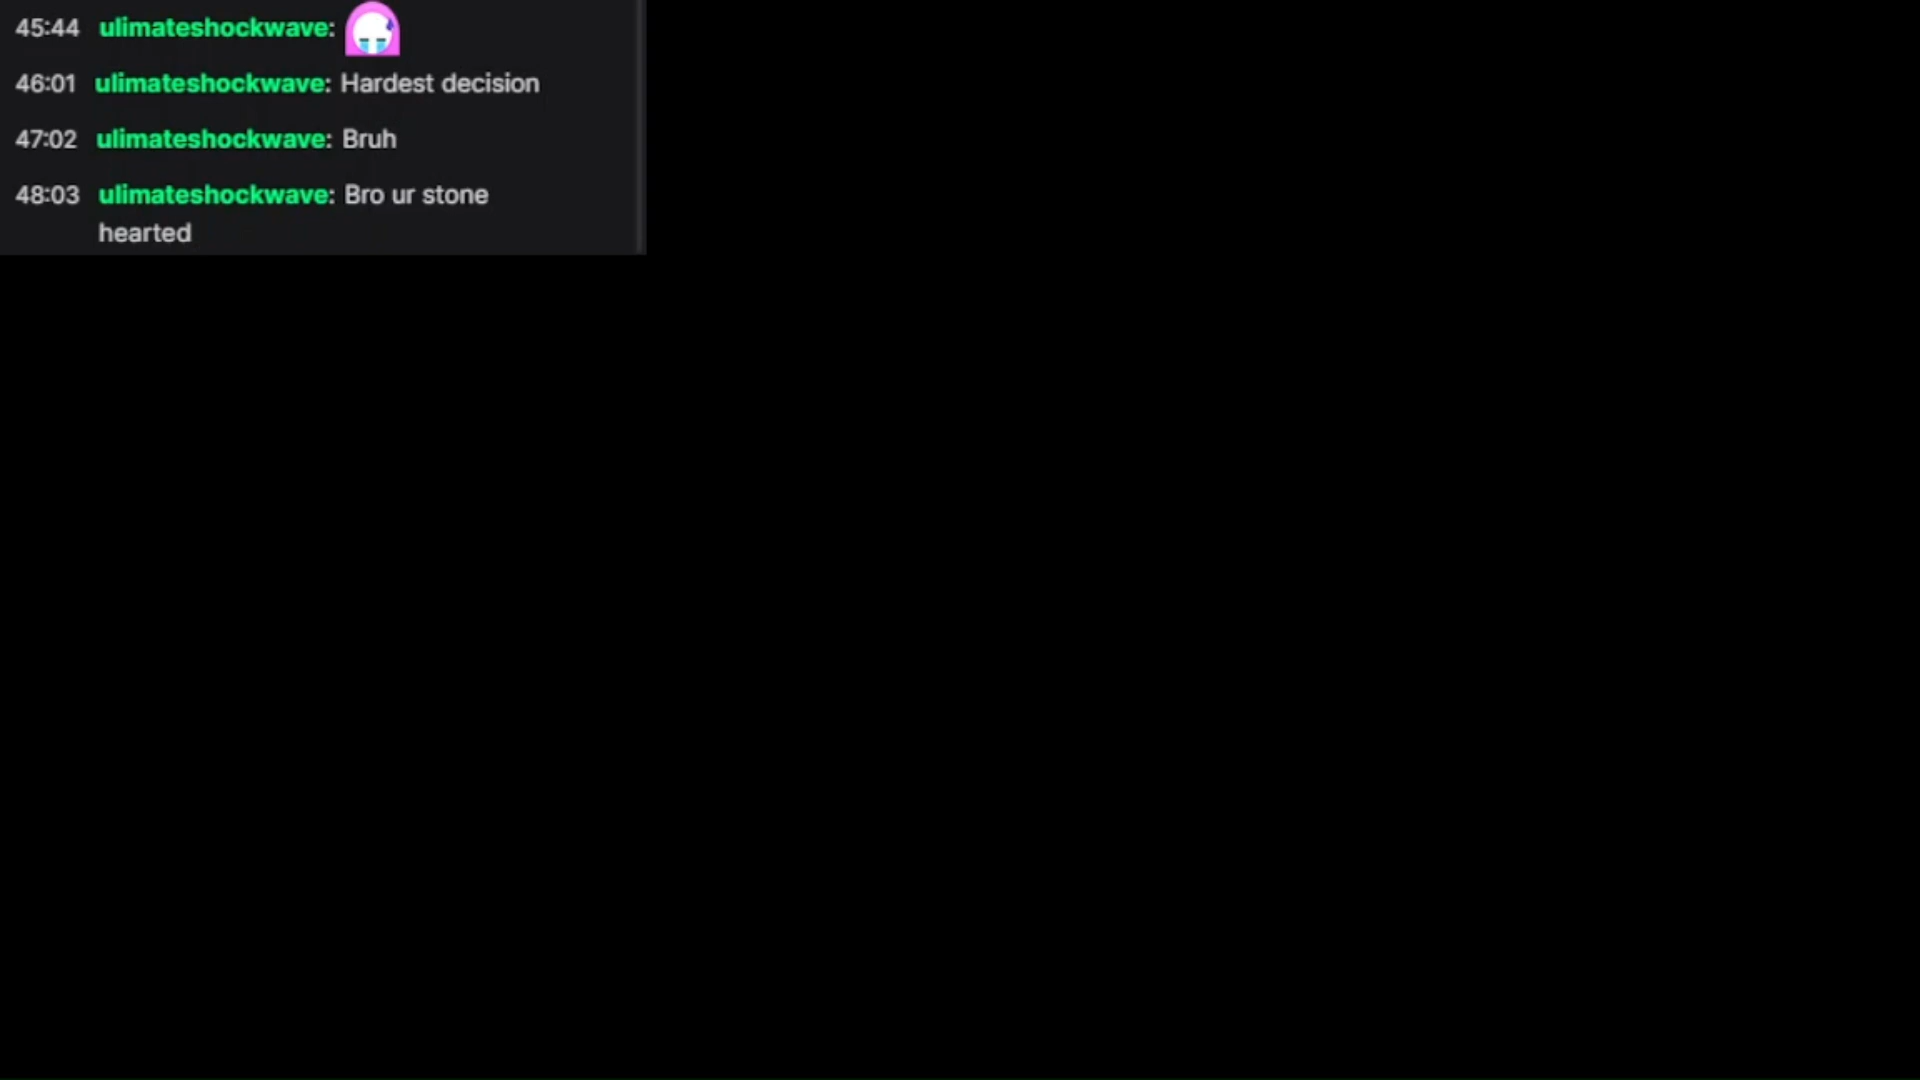 45:44 ulimateshockwave:
46:01 ulimateshockwave: Hardest decision
47:02 ulimateshockwave: Bruh
48:03 ulimateshockwave: Bro ur stone
hearted